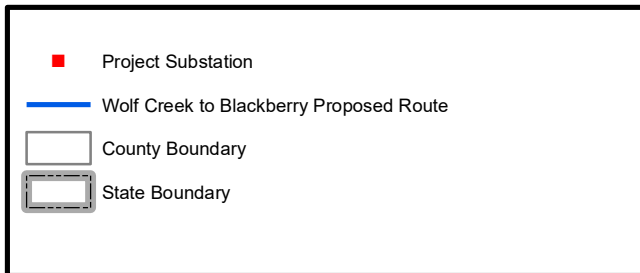 Project Substation
Wolf Creek to Blackberry Proposed Route
County Boundary
State Boundary